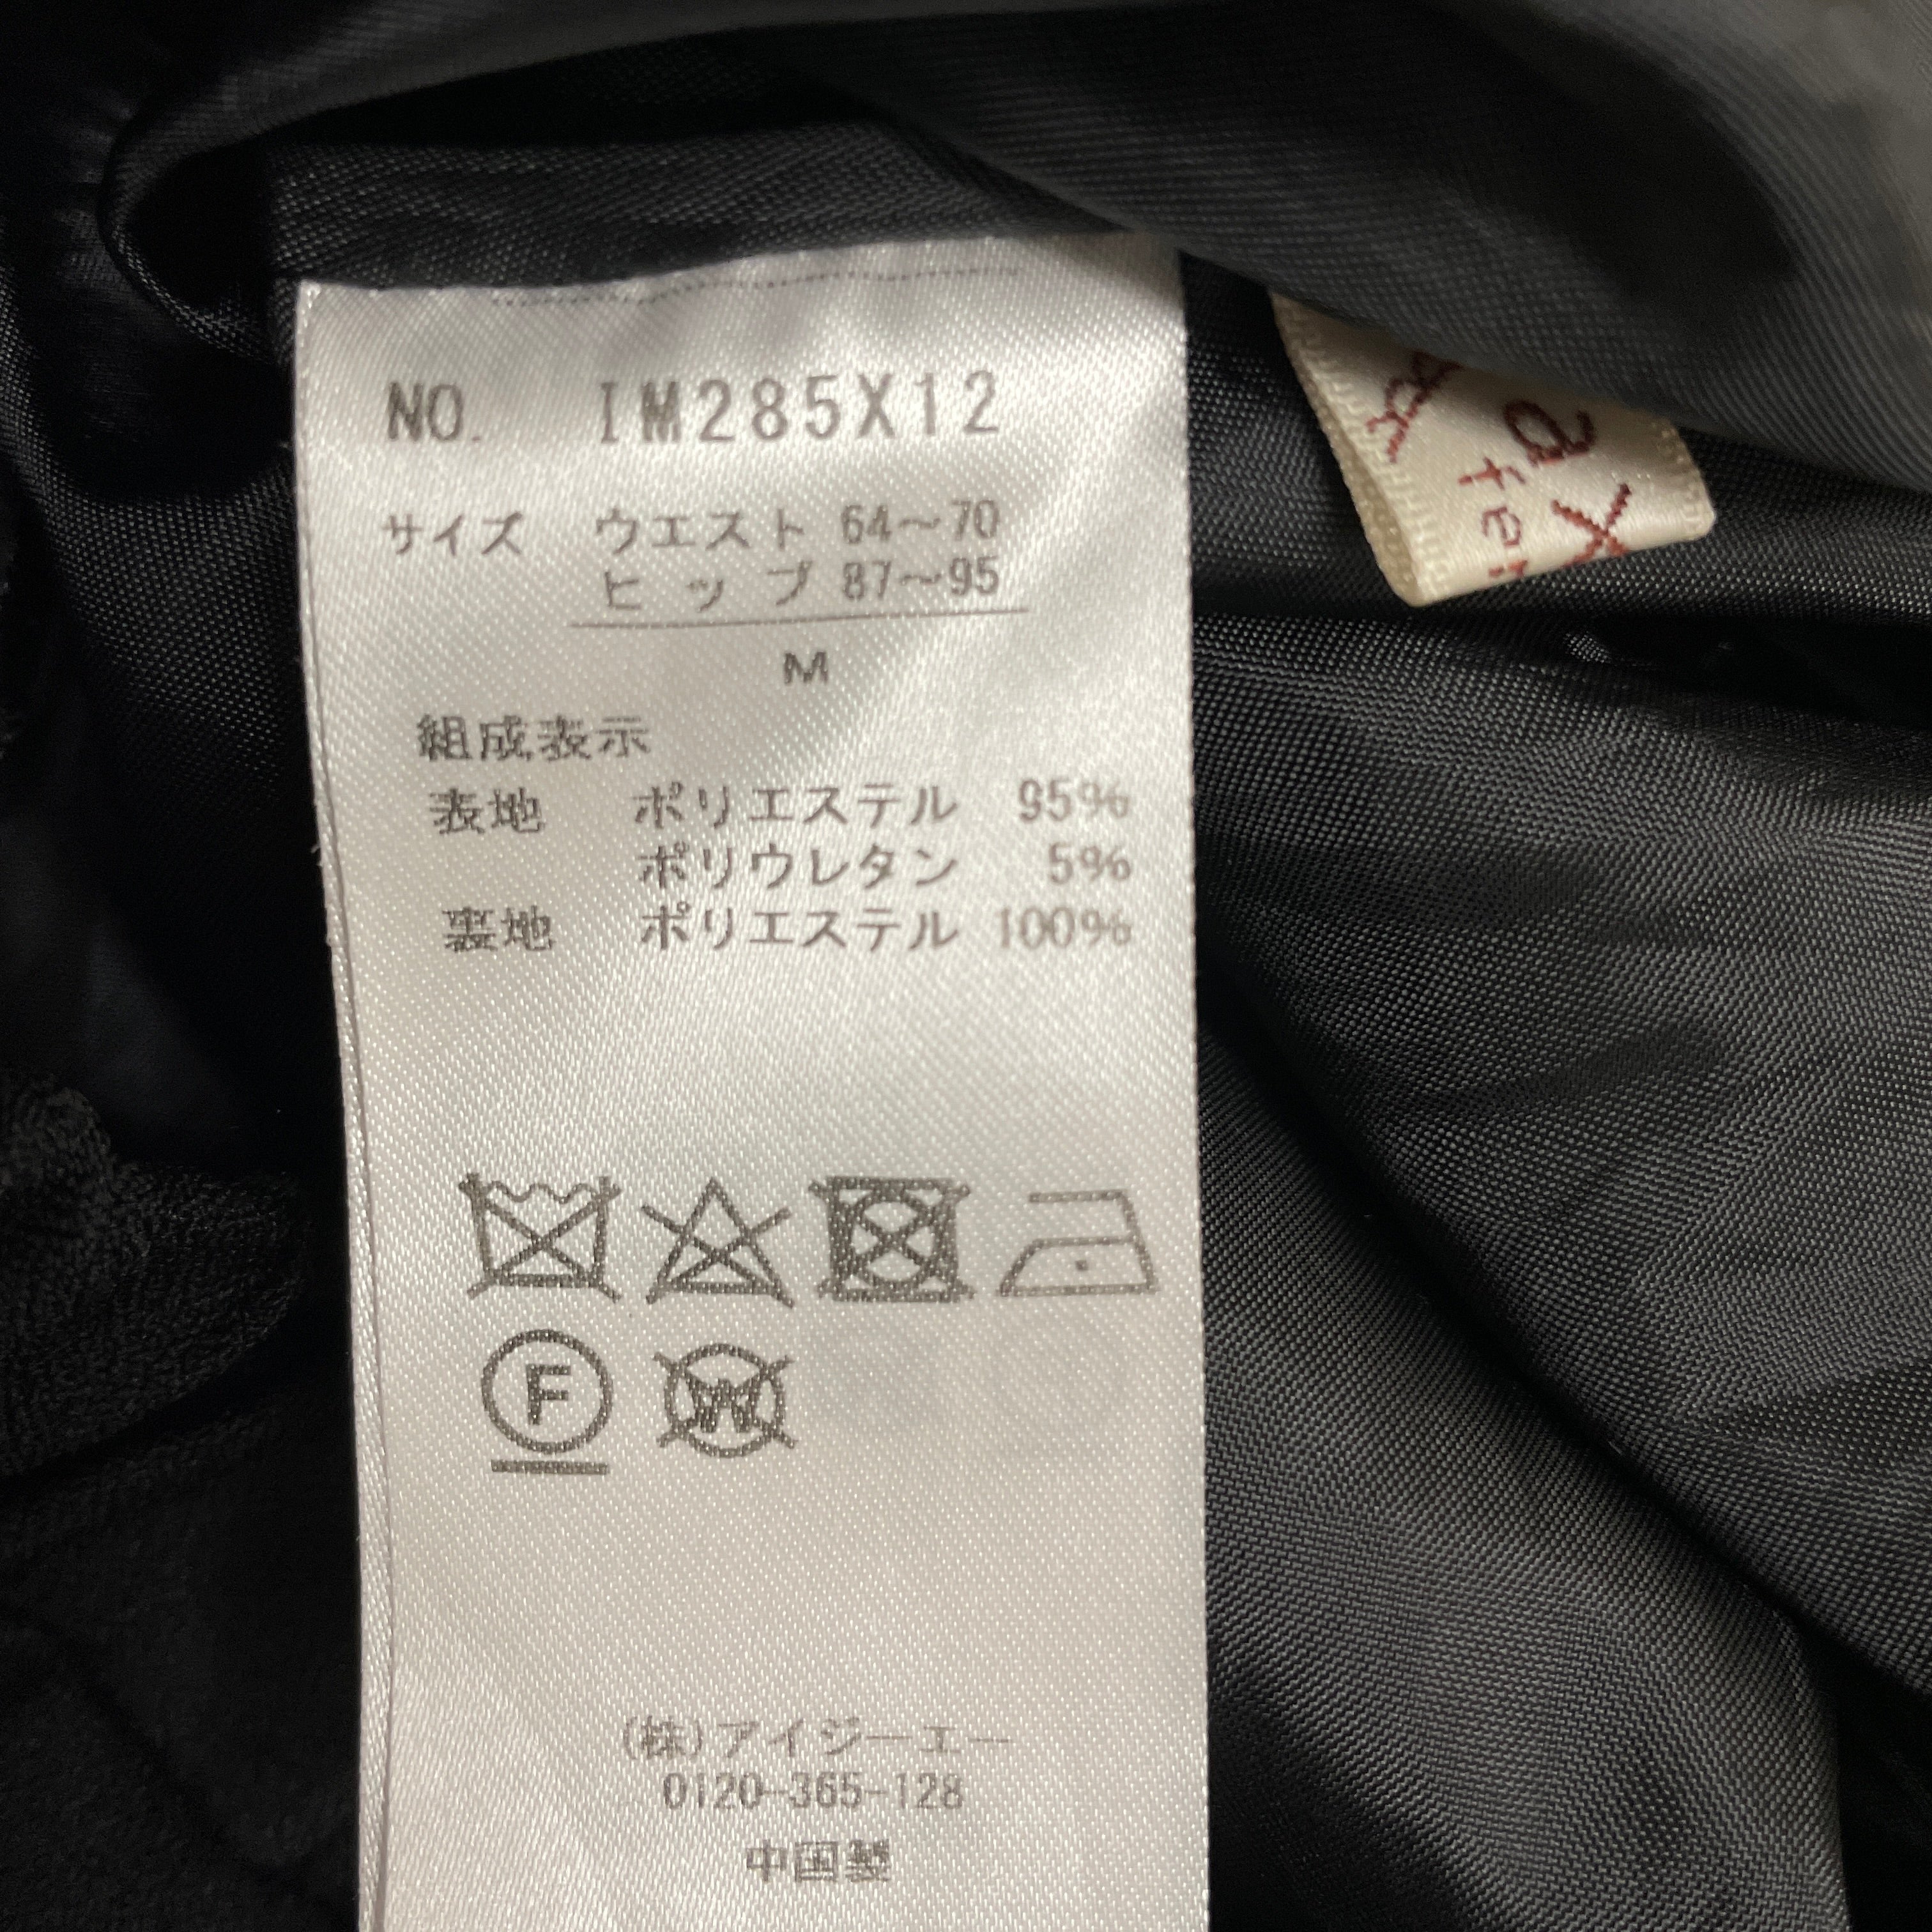 NO. IM285X12
サイズ ウエスト 64～70
ヒップ 87～95
M
組成表示
表地 ポリエステル 95%
ポリウレタン 5%
裏地 ポリエステル 100%
F
W
(株)アイジーエー
0120-365-128
中国製